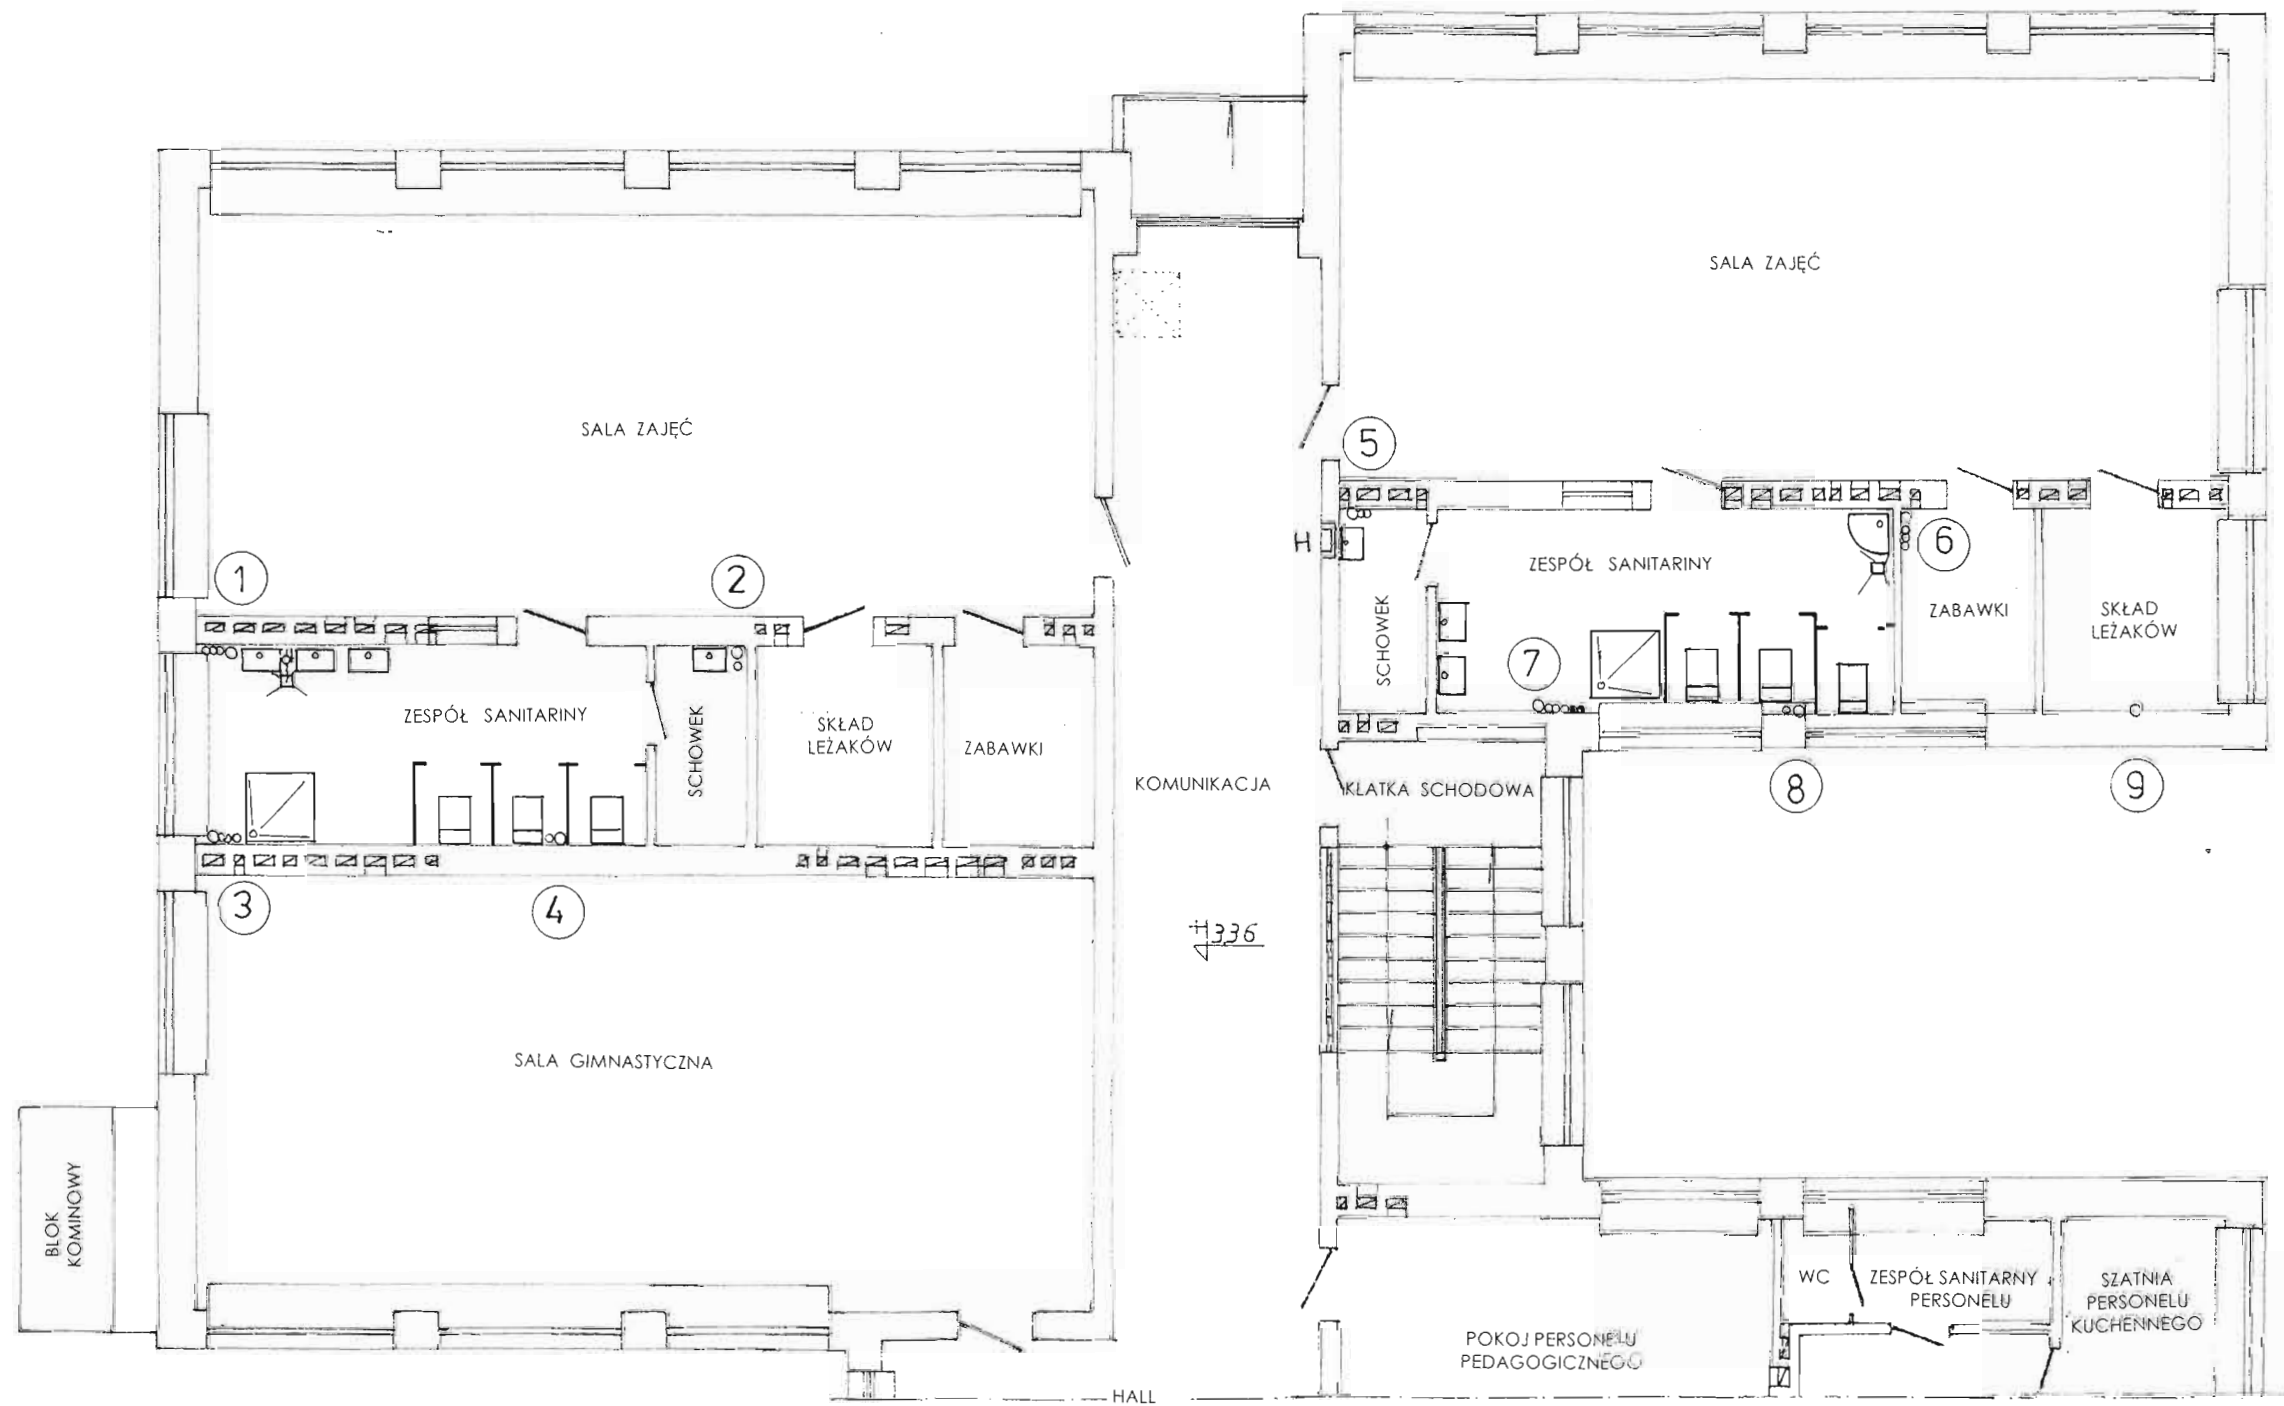 SALA ZAJĘĆ
SALA ZAJĘĆ
5
H
ZESPÓŁ SANITARINY
6
1
2
SCHOWEK
ZABAWKI
SKŁAD
LEŻAKÓW
7
ZESPÓŁ SANITARINY
SCHOWEK
SKŁAD
LEŻAKÓW
ZABAWKI
KOMUNIKACJA
KLATKA SCHODOWA
8
9
3
4
336
SALA GIMNASTYCZNA
BLOK
KOMINOWY
WC
ZESPÓŁ SANITARNY
PERSONELU
SZATNIA
PERSONELU
KUCHENNEGO
POKOJ PERSONELU
PEDAGOGICZNEGO
HALL